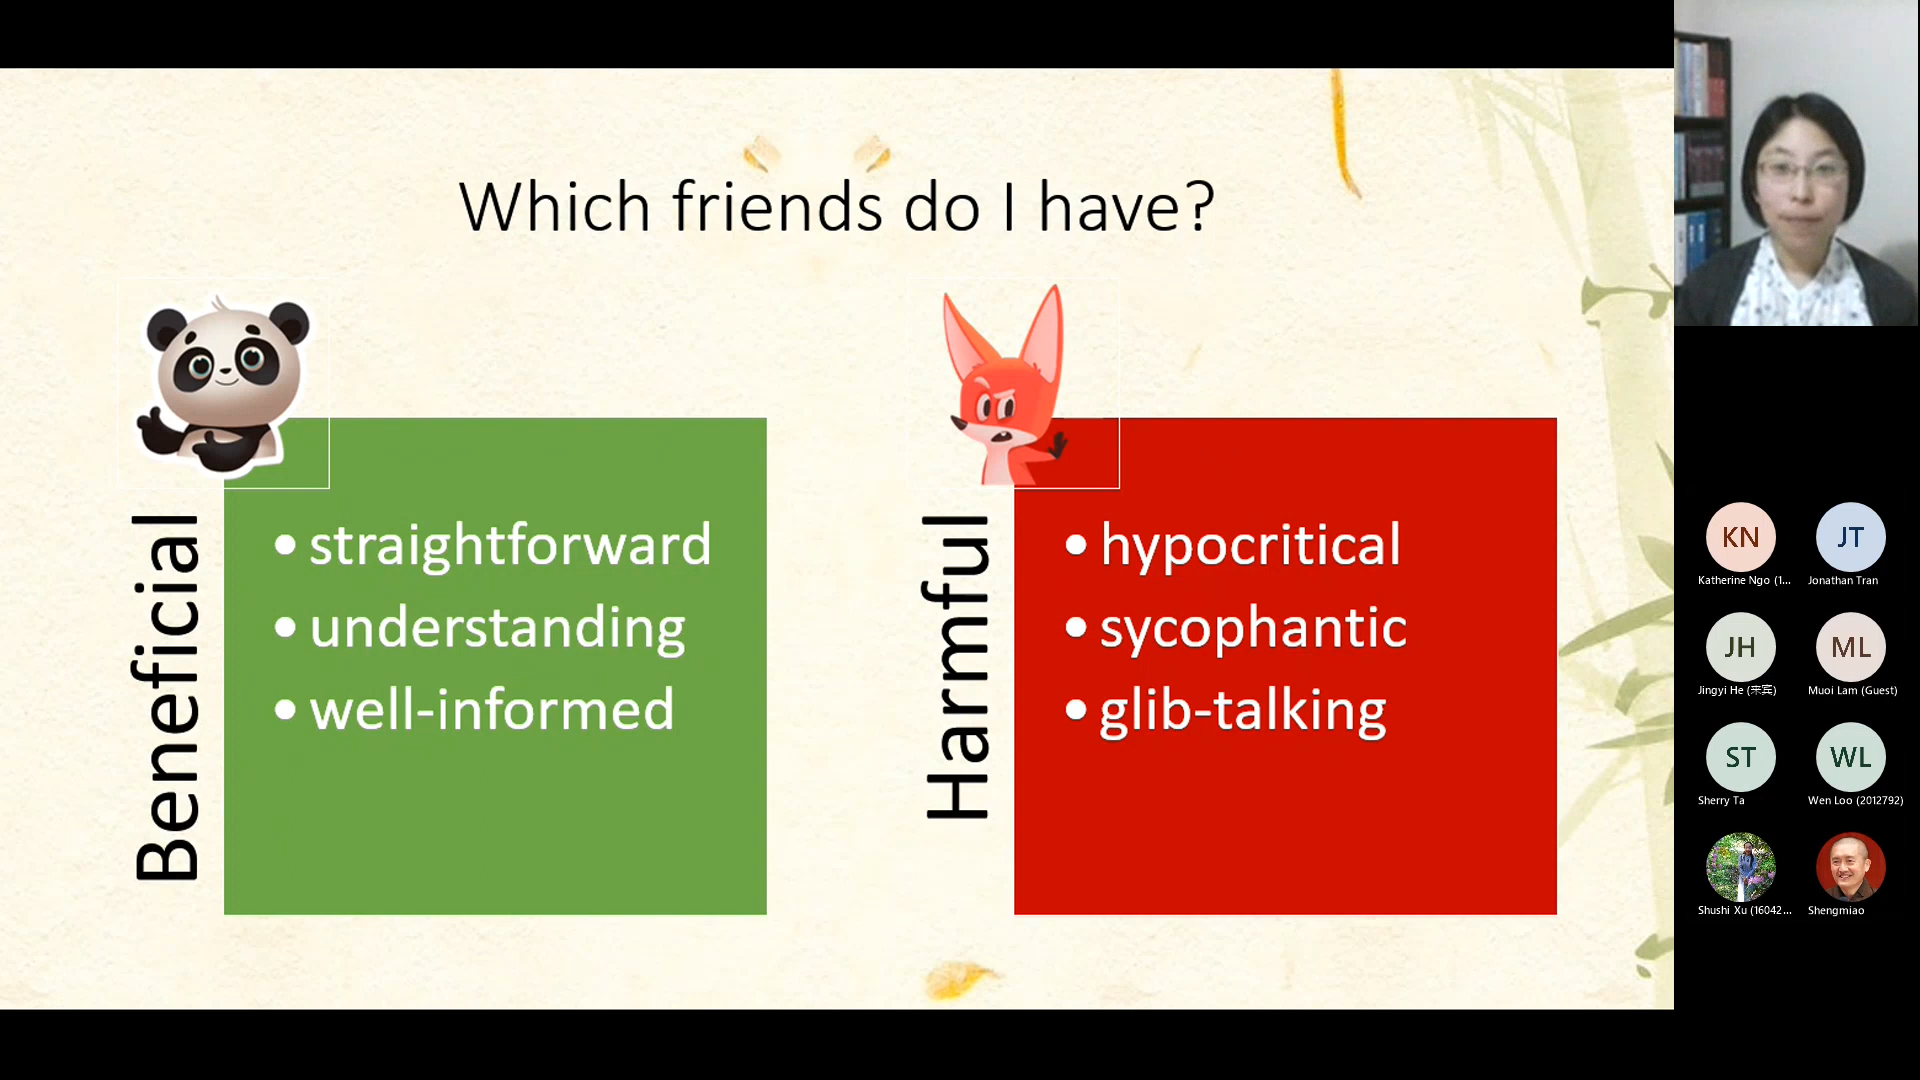 Which friends do I have?
Beneficial
• straightforward
• understanding
• well-informed
Harmful
• hypocritical
• sycophantic
• glib-talking
KN
JT
Katherine Ngo (1...
Jonathan Tran
JH
ML
Jingyi He (来宾)
Muoi Lam (Guest)
ST
WL
Sherry Ta
Wen Loo (2012792)
Shushi Xu (16042...
Shengmiao